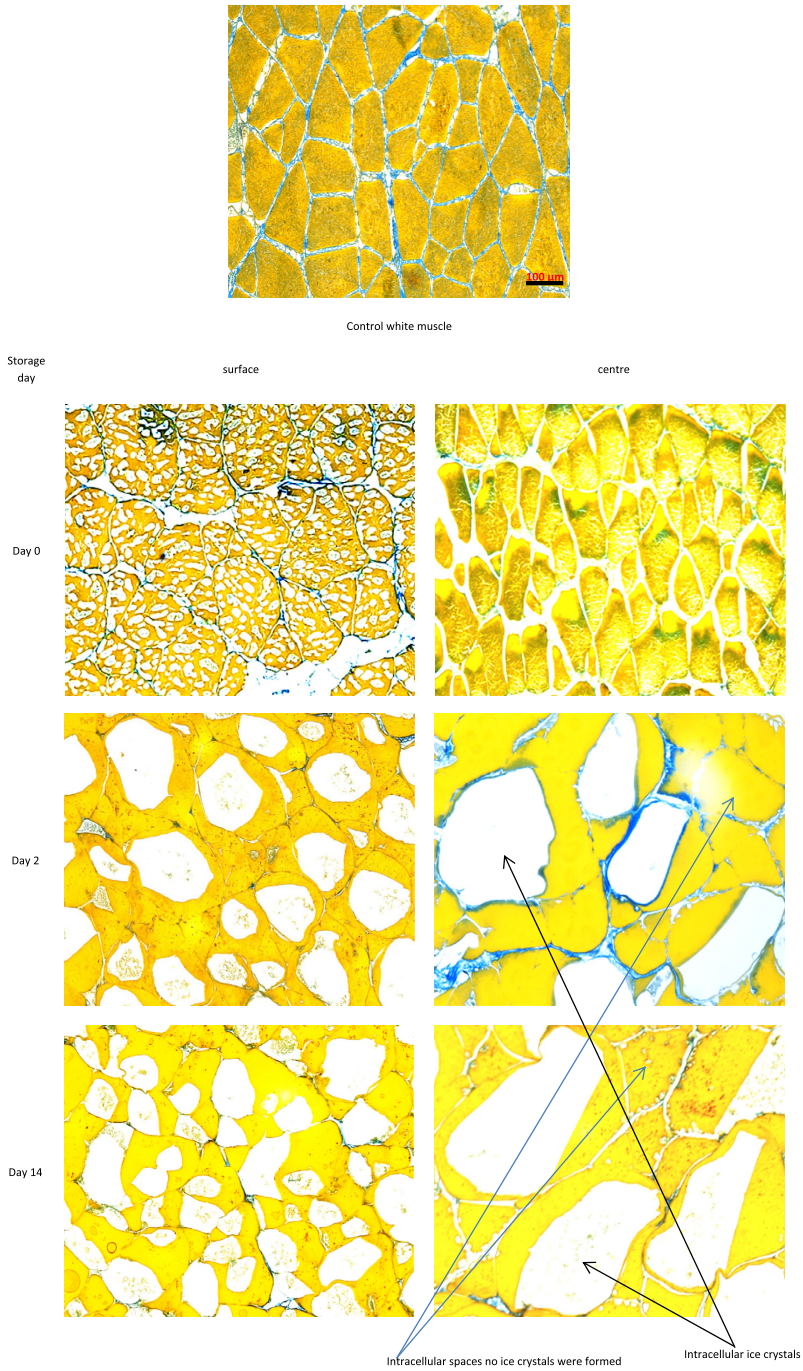 100 µm
Control white muscle
Storage
day
surface
centre
Day 0
Day 2
Day 14
Intracellular spaces no ice crystals were formed
Intracellular ice crystals